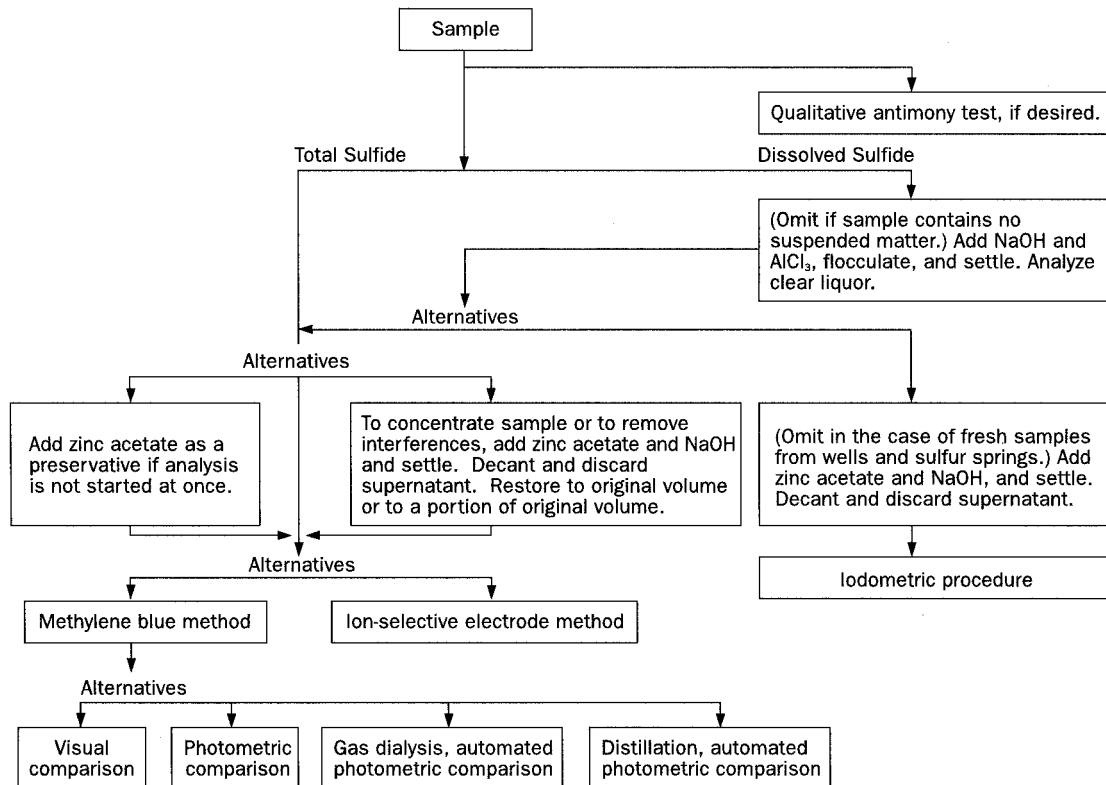 Sample
Qualitative antimony test, if desired.
Total Sulfide
Dissolved Sulfide
(Omit if sample contains no
suspended matter.) Add NaOH and
AlCl₃, flocculate, and settle. Analyze
clear liquor.
Alternatives
Alternatives
Add zinc acetate as a
preservative if analysis
is not started at once.
To concentrate sample or to remove
interferences, add zinc acetate and NaOH
and settle. Decant and discard
supernatant. Restore to original volume
or to a portion of original volume.
(Omit in the case of fresh samples
from wells and sulfur springs.) Add
zinc acetate and NaOH, and settle.
Decant and discard supernatant.
Alternatives
Iodometric procedure
Methylene blue method
Ion-selective electrode method
Alternatives
Visual
comparison
Photometric
comparison
Gas dialysis, automated
photometric comparison
Distillation, automated
photometric comparison